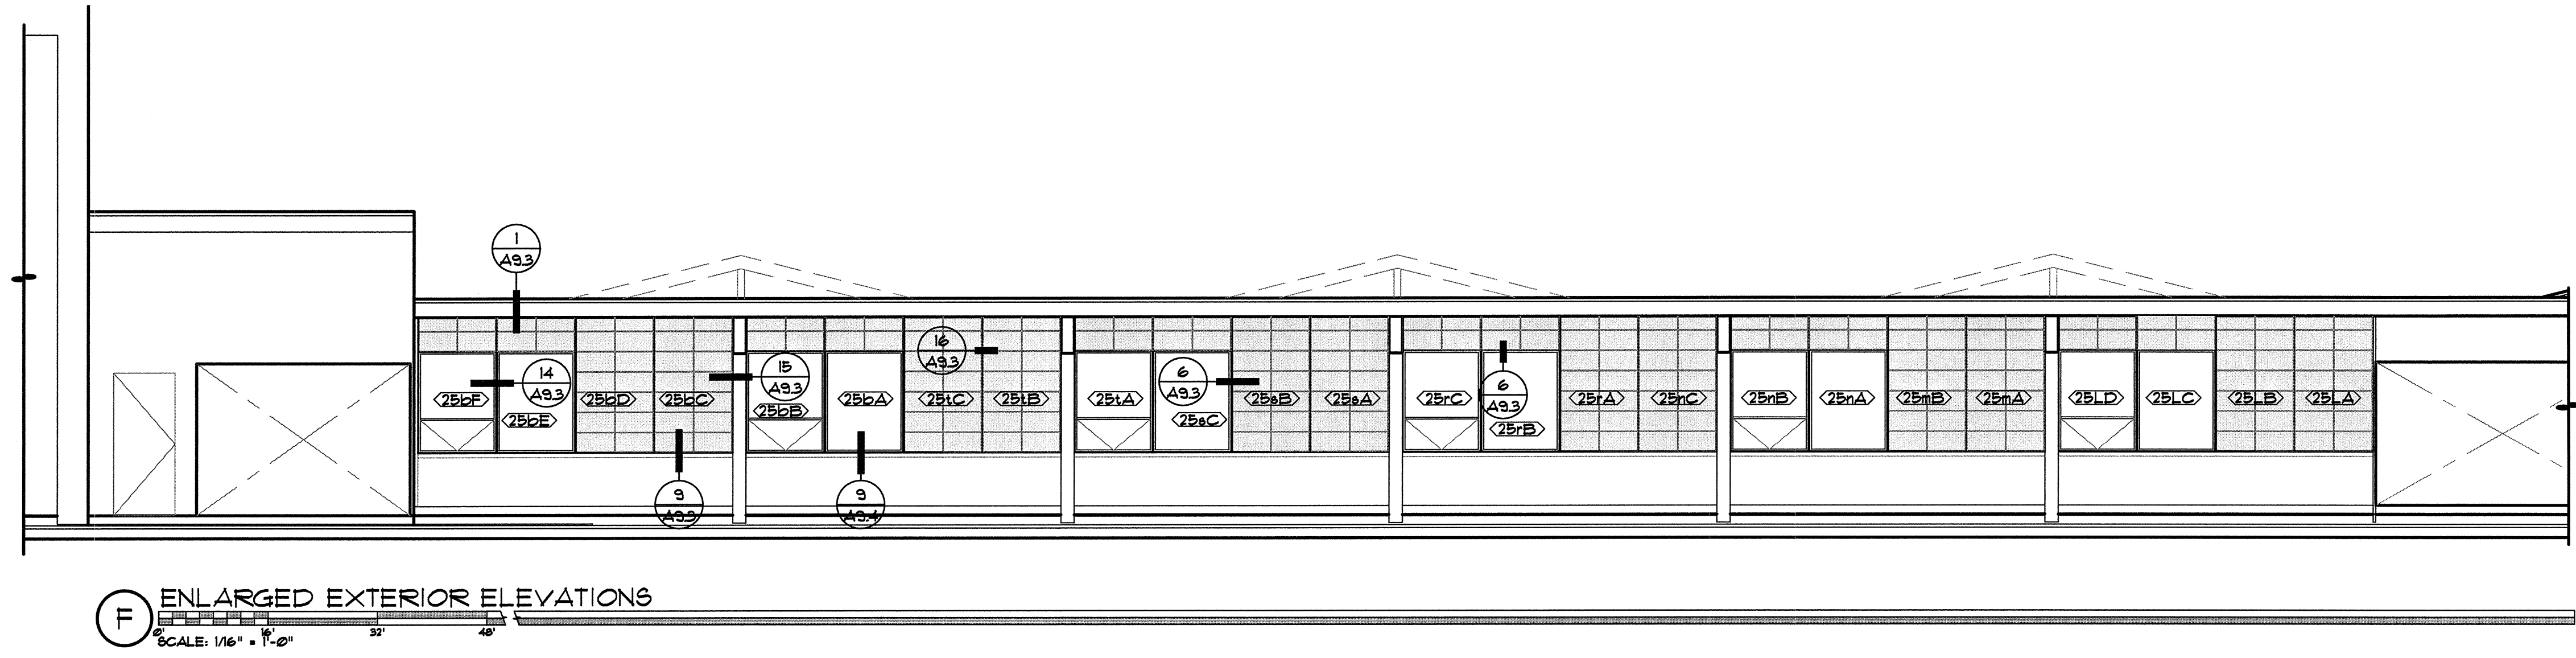 1
A9.3
16
A9.3
14
A9.3
15
A9.3
6
A9.3
6
A9.3
25bF
25bE
25bD
25bC
25bB
25bA
25tC
25tB
25tA
25sC
25sB
25sA
25rC
25rB
25rA
25nC
25nB
25nA
25mB
25mA
25LD
25LC
25LB
25LA
9
A9.3
9
A9.4
F
ENLARGED EXTERIOR ELEVATIONS
0' 16' 32' 48'
SCALE: 1/16" = 1'-0"